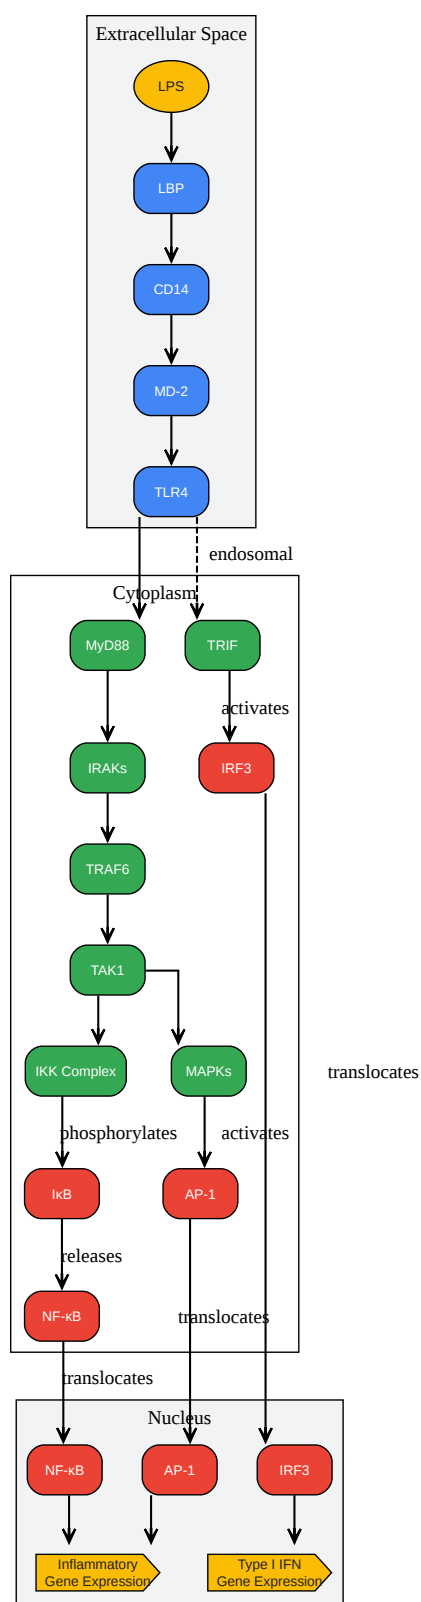 Extracellular Space
LPS
LBP
CD14
MD-2
TLR4
endosomal
Cytoplasm
MyD88
TRIF
activates
IRAKs
IRF3
TRAF6
TAK1
IKK Complex
MAPKs
translocates
phosphorylates
activates
IκB
AP-1
releases
NF-κB
translocates
translocates
Nucleus
NF-κB
AP-1
IRF3
Inflammatory
Gene Expression
Type I IFN
Gene Expression